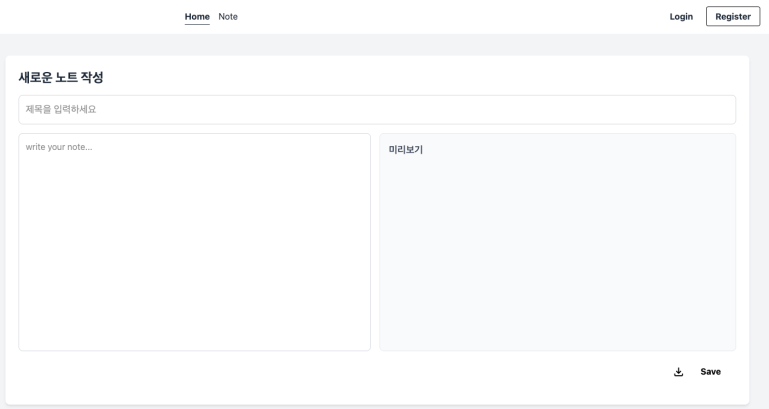 Home Note Login Register
새로운 노트 작성
제목을 입력하세요
write your note...
미리보기
Save